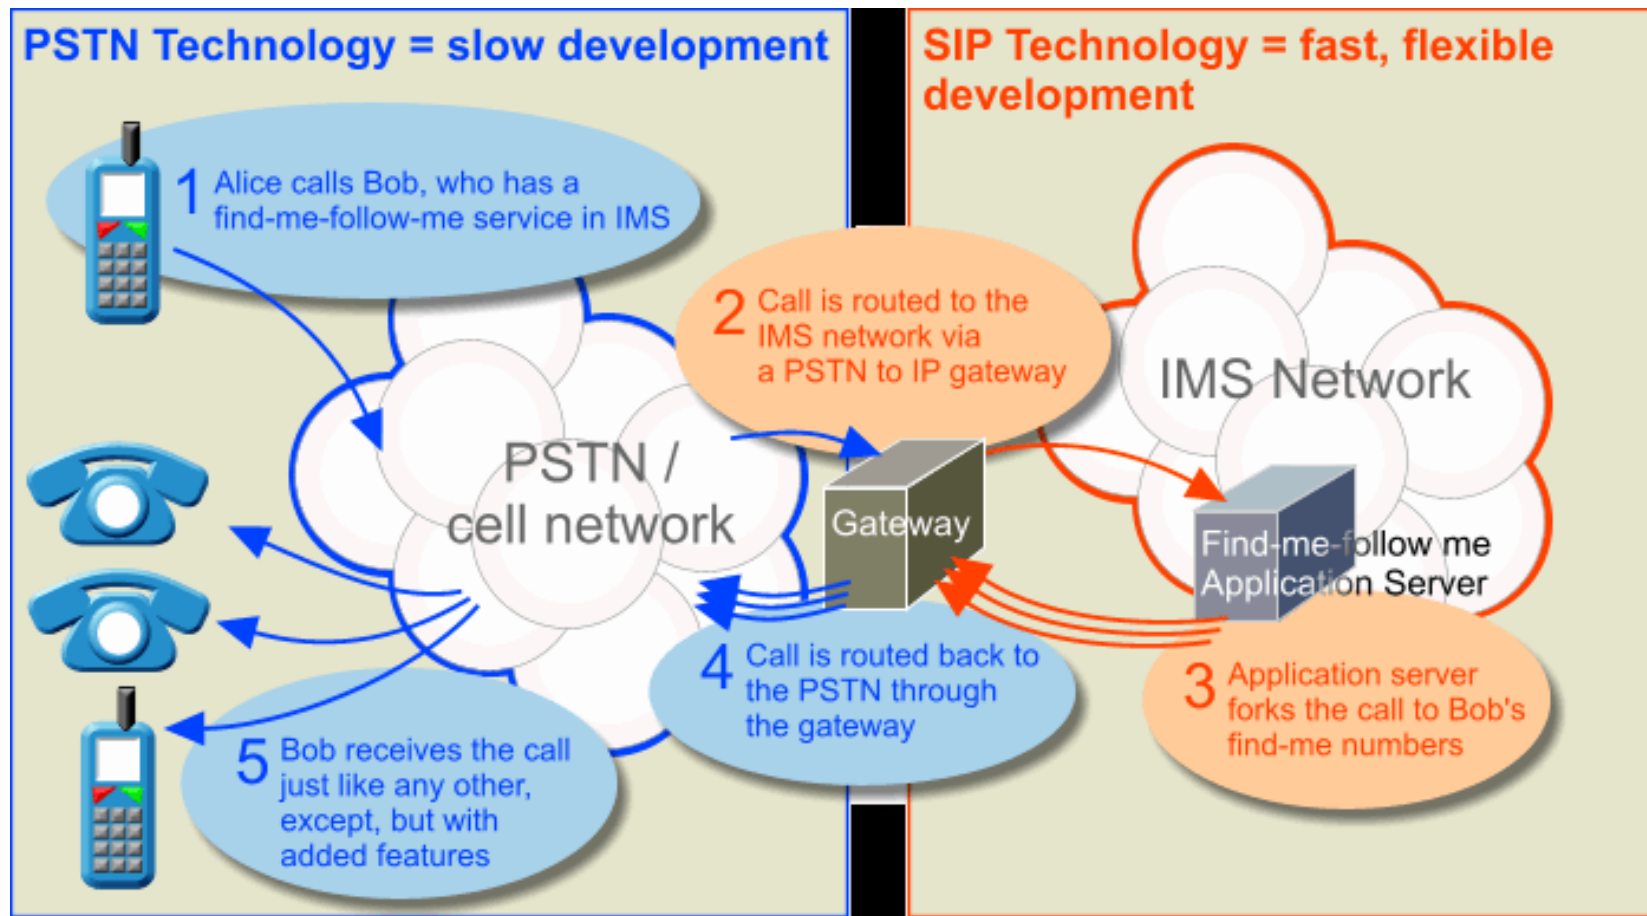 PSTN Technology = slow development
SIP Technology = fast, flexible
development
1 Alice calls Bob, who has a
find-me-follow-me service in IMS
2 Call is routed to the
IMS network via
a PSTN to IP gateway
IMS Network
PSTN /
cell network
Gateway
Find-me-follow me
Application Server
3 Application server
forks the call to Bob's
find-me numbers
4 Call is routed back to
the PSTN through
the gateway
5 Bob receives the call
just like any other,
except, but with
added features